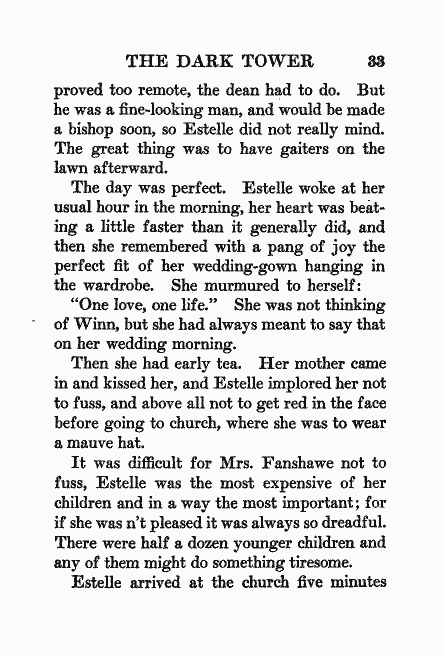 THE DARK TOWER 33
proved too remote, the dean had to do. But
he was a fine-looking man, and would be made
a bishop soon, so Estelle did not really mind.
The great thing was to have gaiters on the
lawn afterward.
The day was perfect. Estelle woke at her
usual hour in the morning, her heart was beat-
ing a little faster than it generally did, and
then she remembered with a pang of joy the
perfect fit of her wedding-gown hanging in
the wardrobe. She murmured to herself:
“One love, one life.” She was not thinking
of Winn, but she had always meant to say that
on her wedding morning.
Then she had early tea. Her mother came
in and kissed her, and Estelle implored her not
to fuss, and above all not to get red in the face
before going to church, where she was to wear
a mauve hat.
It was difficult for Mrs. Fanshawe not to
fuss, Estelle was the most expensive of her
children and in a way the most important; for
if she was n’t pleased it was always so dreadful.
There were half a dozen younger children and
any of them might do something tiresome.
Estelle arrived at the church five minutes